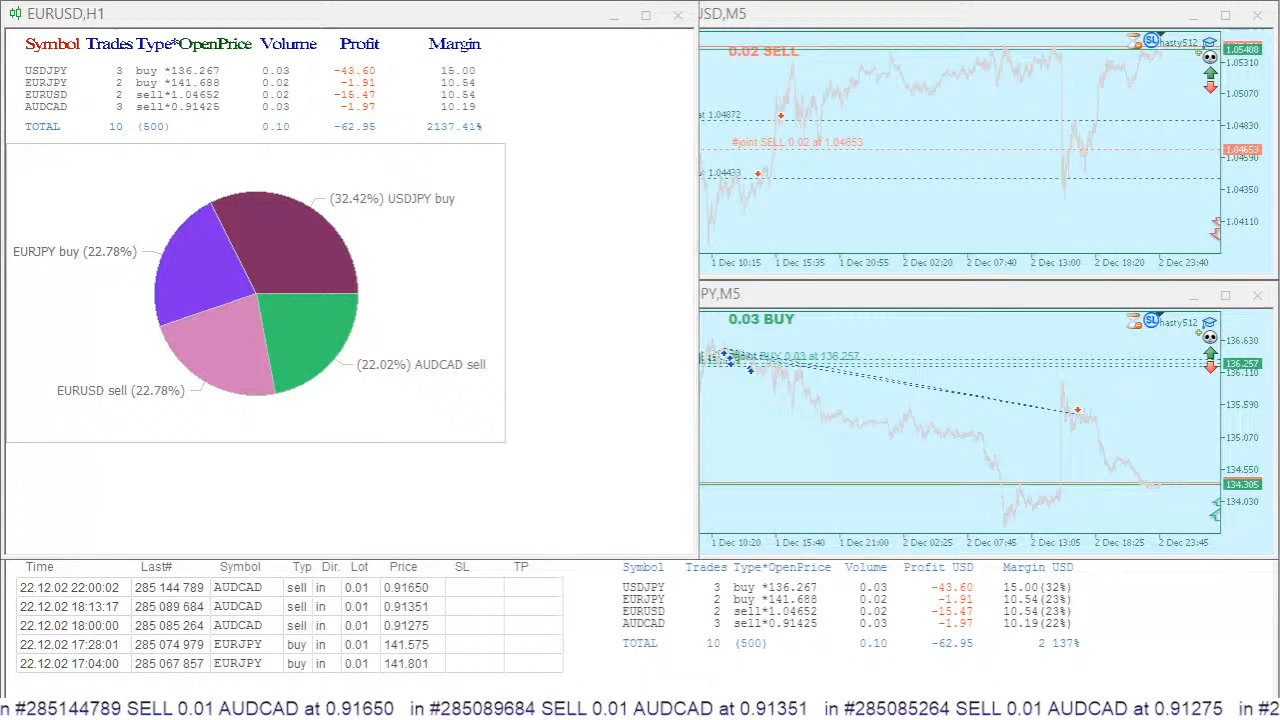 EURUSD,H1
Symbol Trades Type*OpenPrice Volume Profit Margin
USDJPY 3 buy *136.267 0.03 -43.60 15.00
EURJPY 2 buy *141.688 0.02 -1.91 10.54
EURUSD 2 sell*1.04652 0.02 -15.47 10.54
AUDCAD 3 sell*0.91425 0.03 -1.97 10.19
TOTAL 10 (500) 0.10 -62.95 2137.41%
(32.42%) USDJPY buy
EURJPY buy (22.78%)
(22.02%) AUDCAD sell
EURUSD sell (22.78%)
USD,M5
0.02 SELL
SL hasty512
1.05408
1.05310
1.05070
at 1.04872
1.04830
#joint SELL 0.02 at 1.04653
1.04653
1.04590
at 1.04433
1.04350
1.04110
1 Dec 10:15 1 Dec 15:35 1 Dec 20:55 2 Dec 02:20 2 Dec 07:40 2 Dec 13:00 2 Dec 18:20 2 Dec 23:40
PY,M5
0.03 BUY
SL hasty512
136.630
BUY 0.03 at 136.257
136.257
136.110
135.590
135.070
134.550
134.305
134.030
1 Dec 10:20 1 Dec 15:40 1 Dec 21:00 2 Dec 02:25 2 Dec 07:45 2 Dec 13:05 2 Dec 18:25 2 Dec 23:45
Time Last# Symbol Typ Dir. Lot Price SL TP
22.12.02 22:00:02 285 144 789 AUDCAD sell in 0.01 0.91650
22.12.02 18:13:17 285 089 684 AUDCAD sell in 0.01 0.91351
22.12.02 18:00:00 285 085 264 AUDCAD sell in 0.01 0.91275
22.12.02 17:28:01 285 074 979 EURJPY buy in 0.01 141.575
22.12.02 17:04:00 285 067 857 EURJPY buy in 0.01 141.801
Symbol Trades Type*OpenPrice Volume Profit USD Margin USD
USDJPY 3 buy *136.267 0.03 -43.60 15.00(32%)
EURJPY 2 buy *141.688 0.02 -1.91 10.54(23%)
EURUSD 2 sell*1.04652 0.02 -15.47 10.54(23%)
AUDCAD 3 sell*0.91425 0.03 -1.97 10.19(22%)
TOTAL 10 (500) 0.10 -62.95 2 137%
in #285144789 SELL 0.01 AUDCAD at 0.91650 in #285089684 SELL 0.01 AUDCAD at 0.91351 in #285085264 SELL 0.01 AUDCAD at 0.91275 in #2